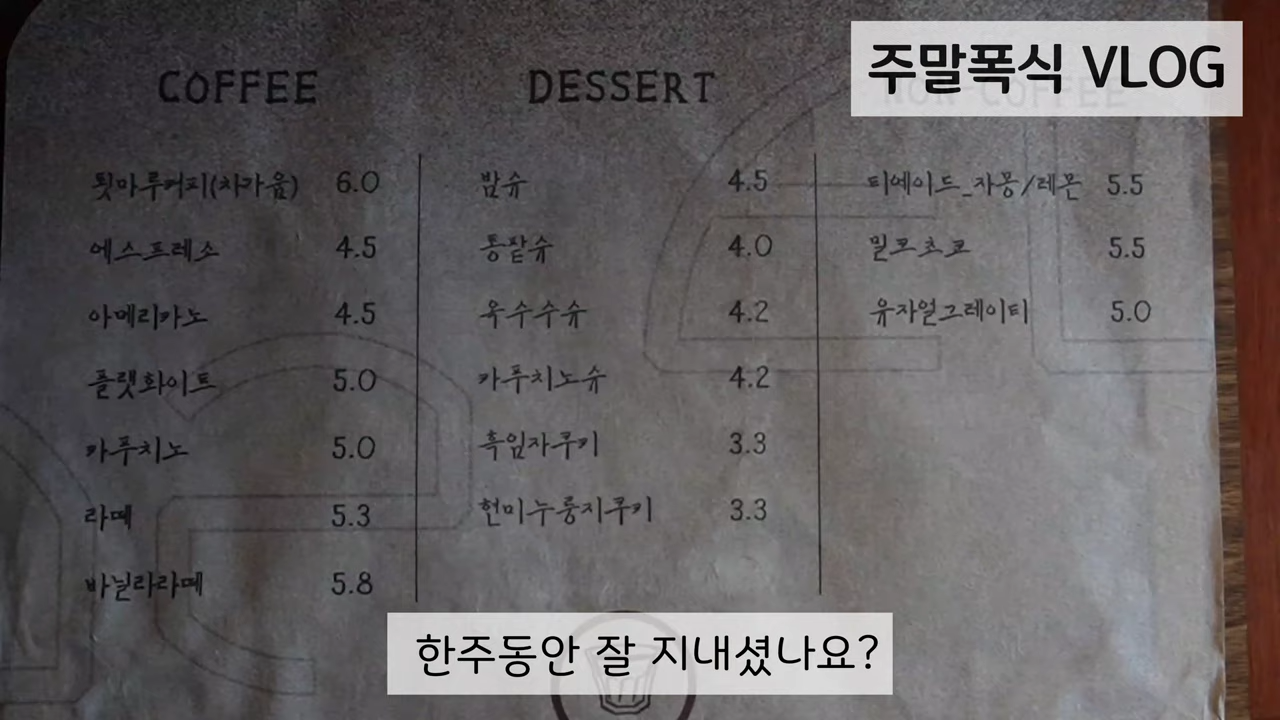 주말폭식 VLOG
COFFEE
툇마루커피(차가움) 6.0
에스프레소 4.5
아메리카노 4.5
플랫화이트 5.0
카푸치노 5.0
라떼 5.3
바닐라라떼 5.8
DESSERT
밤슈 4.5
통팥슈 4.0
옥수수슈 4.2
카푸치노슈 4.2
흑임자쿠키 3.3
현미누룽지쿠키 3.3
NON-COFFEE
티에이드_자몽/레몬 5.5
밀모초코 5.5
유자얼그레이티 5.0
한주동안 잘 지내셨나요?